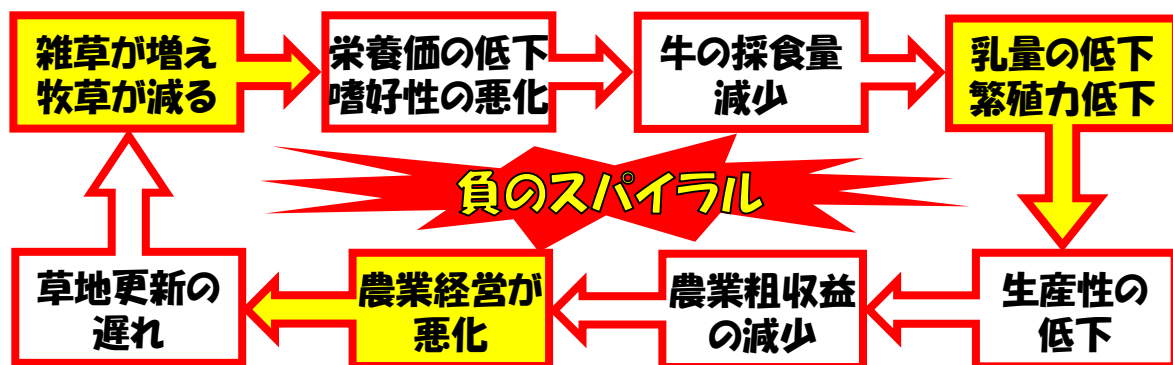 雑草が増え
牧草が減る
栄養価の低下
嗜好性の悪化
牛の採食量
減少
乳量の低下
繁殖力低下
負のスパイラル
草地更新の
遅れ
農業経営が
悪化
農業粗収益
の減少
生産性の
低下